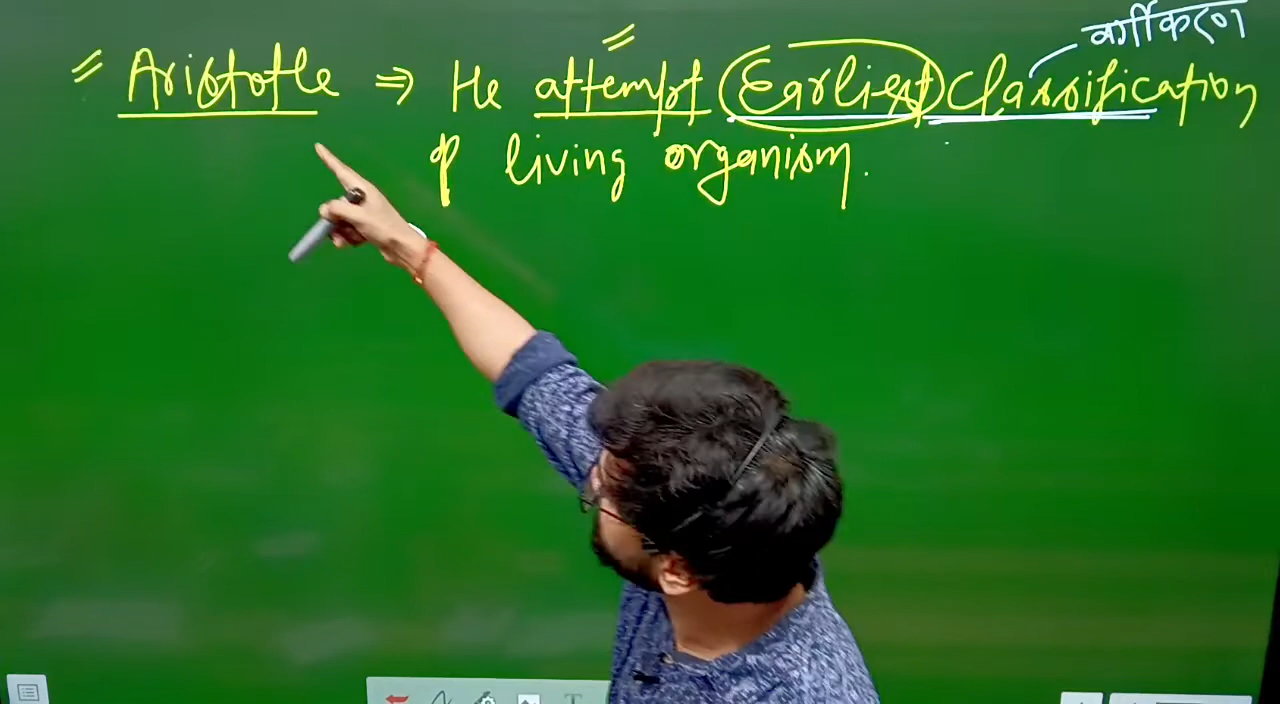 वर्गीकरण
= Aristotle ⇒ He attempt Earliest Classification
of living organism.